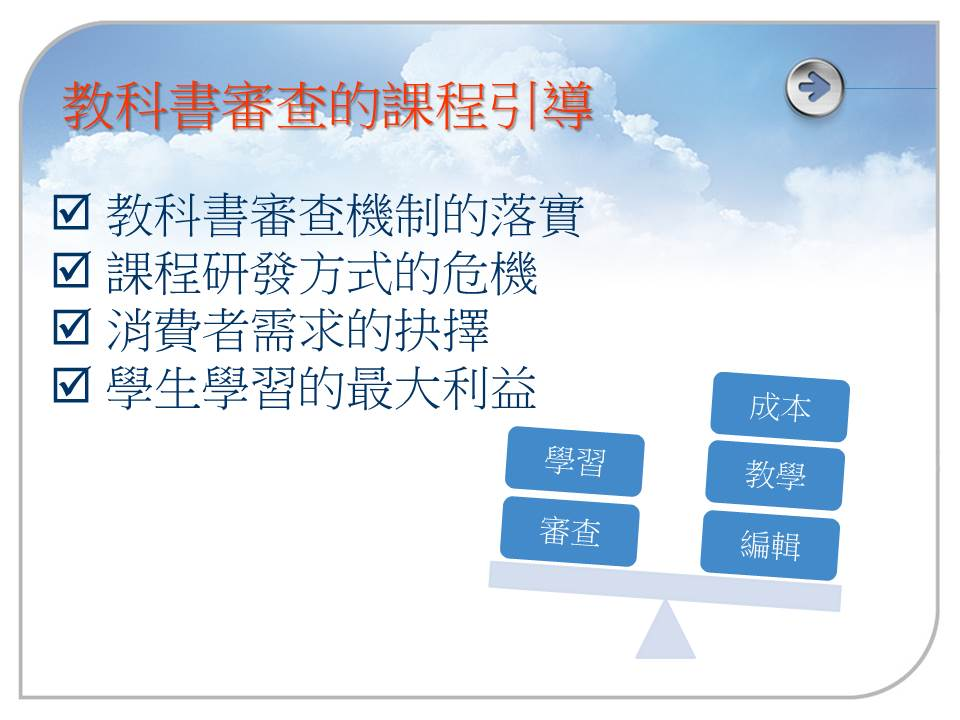 教科書審查的課程引導
教科書審查機制的落實
課程研發方式的危機
消費者需求的抉擇
學生學習的最大利益
學習
審查
成本
教學
編輯